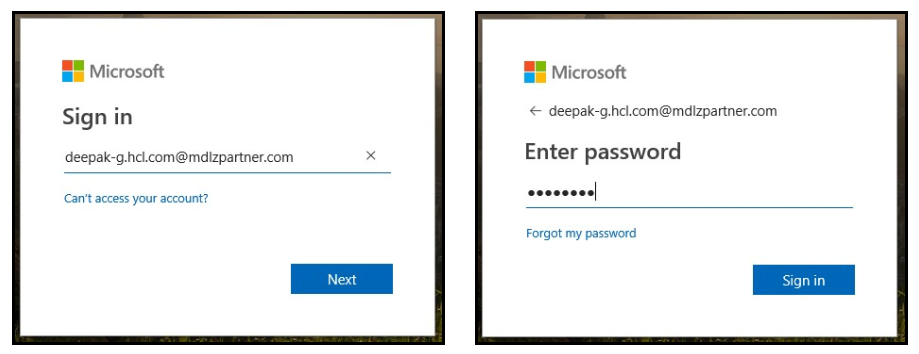 Microsoft
Sign in
deepak-g.hcl.com@mdlzpartner.com
Can't access your account?
Next
Microsoft
← deepak-g.hcl.com@mdlzpartner.com
Enter password
••••••••
Forgot my password
Sign in